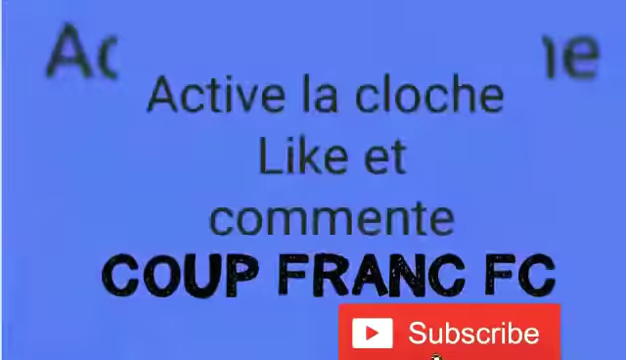 Active la cloche
Like et
commente
COUP FRANC FC
Subscribe